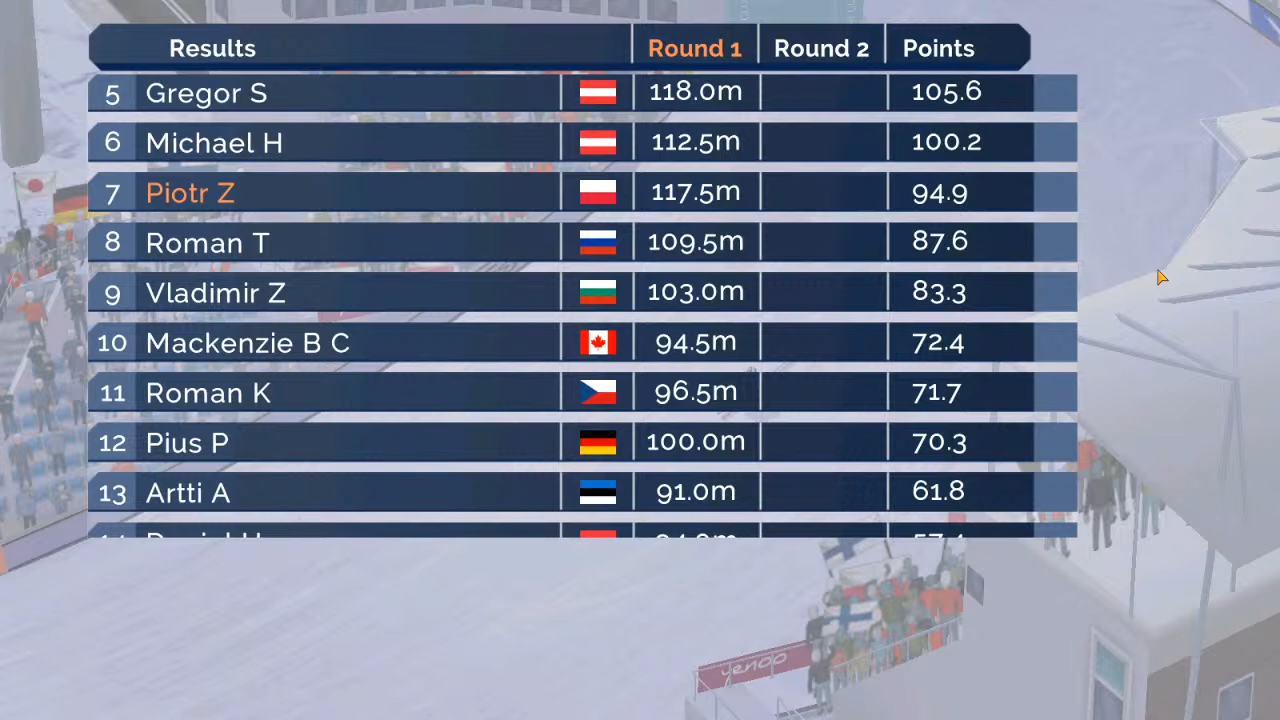 Results Round 1 Round 2 Points
5 Gregor S 118.0m 105.6
6 Michael H 112.5m 100.2
7 Piotr Z 117.5m 94.9
8 Roman T 109.5m 87.6
9 Vladimir Z 103.0m 83.3
10 Mackenzie B C 94.5m 72.4
11 Roman K 96.5m 71.7
12 Pius P 100.0m 70.3
13 Artti A 91.0m 61.8
yenoo